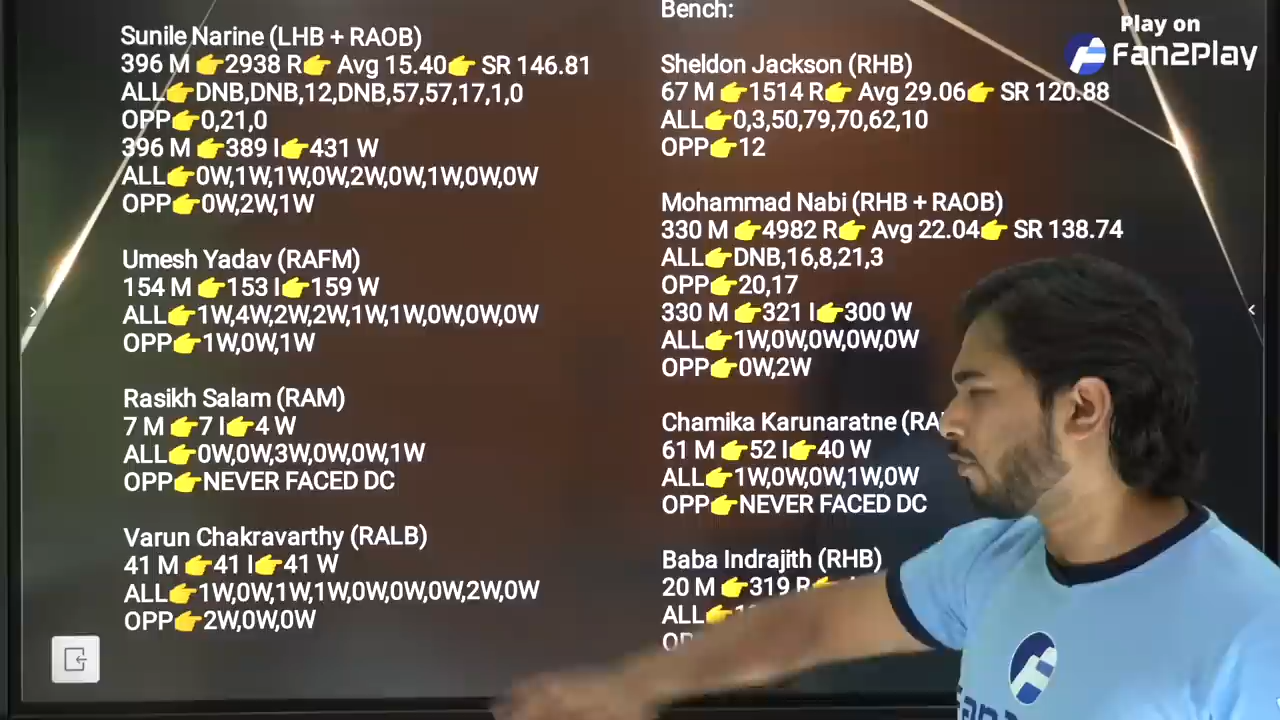 Sunile Narine (LHB + RAOB)
396 M 👉2938 R👉 Avg 15.40👉 SR 146.81
ALL👉DNB,DNB,12,DNB,57,57,17,1,0
OPP👉0,21,0
396 M 👉389 I👉431 W
ALL👉0W,1W,1W,0W,2W,0W,1W,0W,0W
OPP👉0W,2W,1W
Umesh Yadav (RAFM)
154 M 👉153 I👉159 W
ALL👉1W,4W,2W,2W,1W,1W,0W,0W,0W
OPP👉1W,0W,1W
Rasikh Salam (RAM)
7 M 👉7 I👉4 W
ALL👉0W,0W,3W,0W,0W,1W
OPP👉NEVER FACED DC
Varun Chakravarthy (RALB)
41 M 👉41 I👉41 W
ALL👉1W,0W,1W,1W,0W,0W,0W,2W,0W
OPP👉2W,0W,0W
Bench:
Sheldon Jackson (RHB)
67 M 👉1514 R👉 Avg 29.06👉 SR 120.88
ALL👉0,3,50,79,70,62,10
OPP👉12
Mohammad Nabi (RHB + RAOB)
330 M 👉4982 R👉 Avg 22.04👉 SR 138.74
ALL👉DNB,16,8,21,3
OPP👉20,17
330 M 👉321 I👉300 W
ALL👉1W,0W,0W,0W,0W
OPP👉0W,2W
Chamika Karunaratne
61 M 👉52 I👉40 W
ALL👉1W,0W,0W,1W,0W
OPP👉NEVER FACED DC
Baba Indrajith (RHB)
20 M 👉319 R
ALL
Play on
Fan2Play